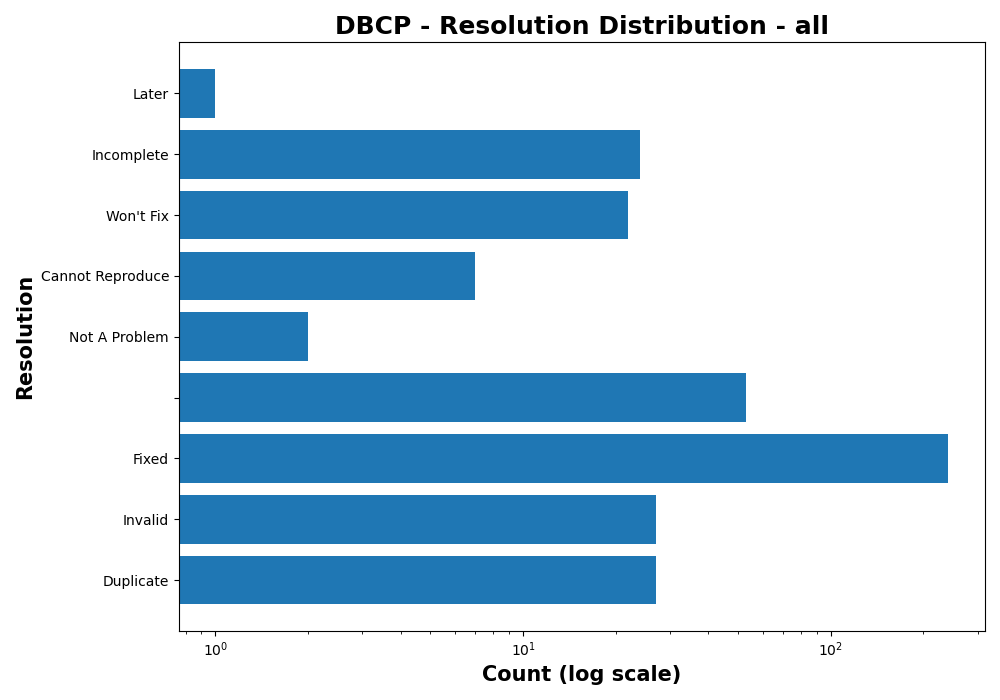 DBCP - Resolution Distribution - all
Later
Incomplete
Won't Fix
Cannot Reproduce
Not A Problem
Fixed
Invalid
Duplicate
Resolution
10⁰ 10¹ 10²
Count (log scale)